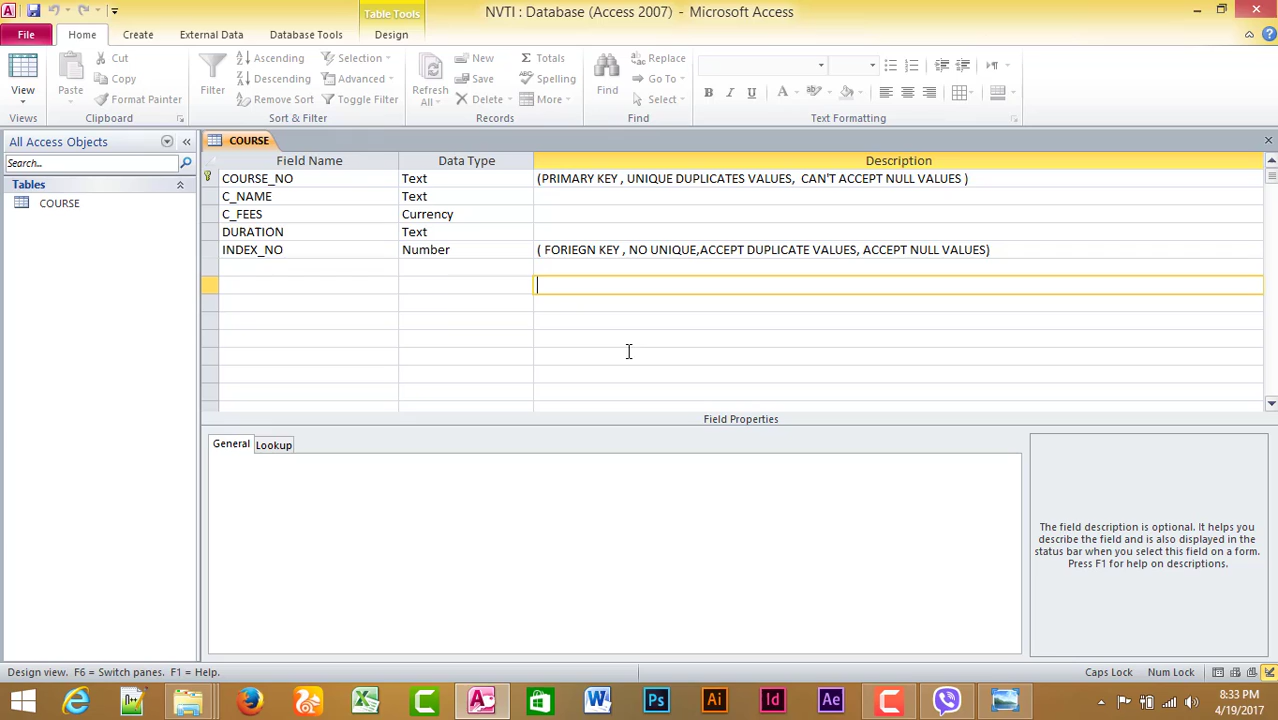 NVTI : Database (Access 2007) - Microsoft Access
Table Tools
File Home Create External Data Database Tools Design
View
Views
Paste
Cut
Copy
Format Painter
Clipboard
Filter
Ascending
Descending
Remove Sort
Selection
Advanced
Toggle Filter
Sort & Filter
Refresh All
New
Save
Delete
Totals
Spelling
More
Records
Find
Replace
Go To
Select
Find
B I U A
Text Formatting
All Access Objects
Search...
Tables
COURSE
COURSE
Field Name Data Type Description
COURSE_NO Text (PRIMARY KEY , UNIQUE DUPLICATES VALUES, CAN'T ACCEPT NULL VALUES )
C_NAME Text
C_FEES Currency
DURATION Text
INDEX_NO Number ( FORIEGN KEY , NO UNIQUE,ACCEPT DUPLICATE VALUES, ACCEPT NULL VALUES)
Field Properties
General Lookup
The field description is optional. It helps you
describe the field and is also displayed in the
status bar when you select this field on a form.
Press F1 for help on descriptions.
Design view. F6 = Switch panes. F1 = Help.
Caps Lock Num Lock
Ps Ai Id Ae
8:33 PM
4/19/2017